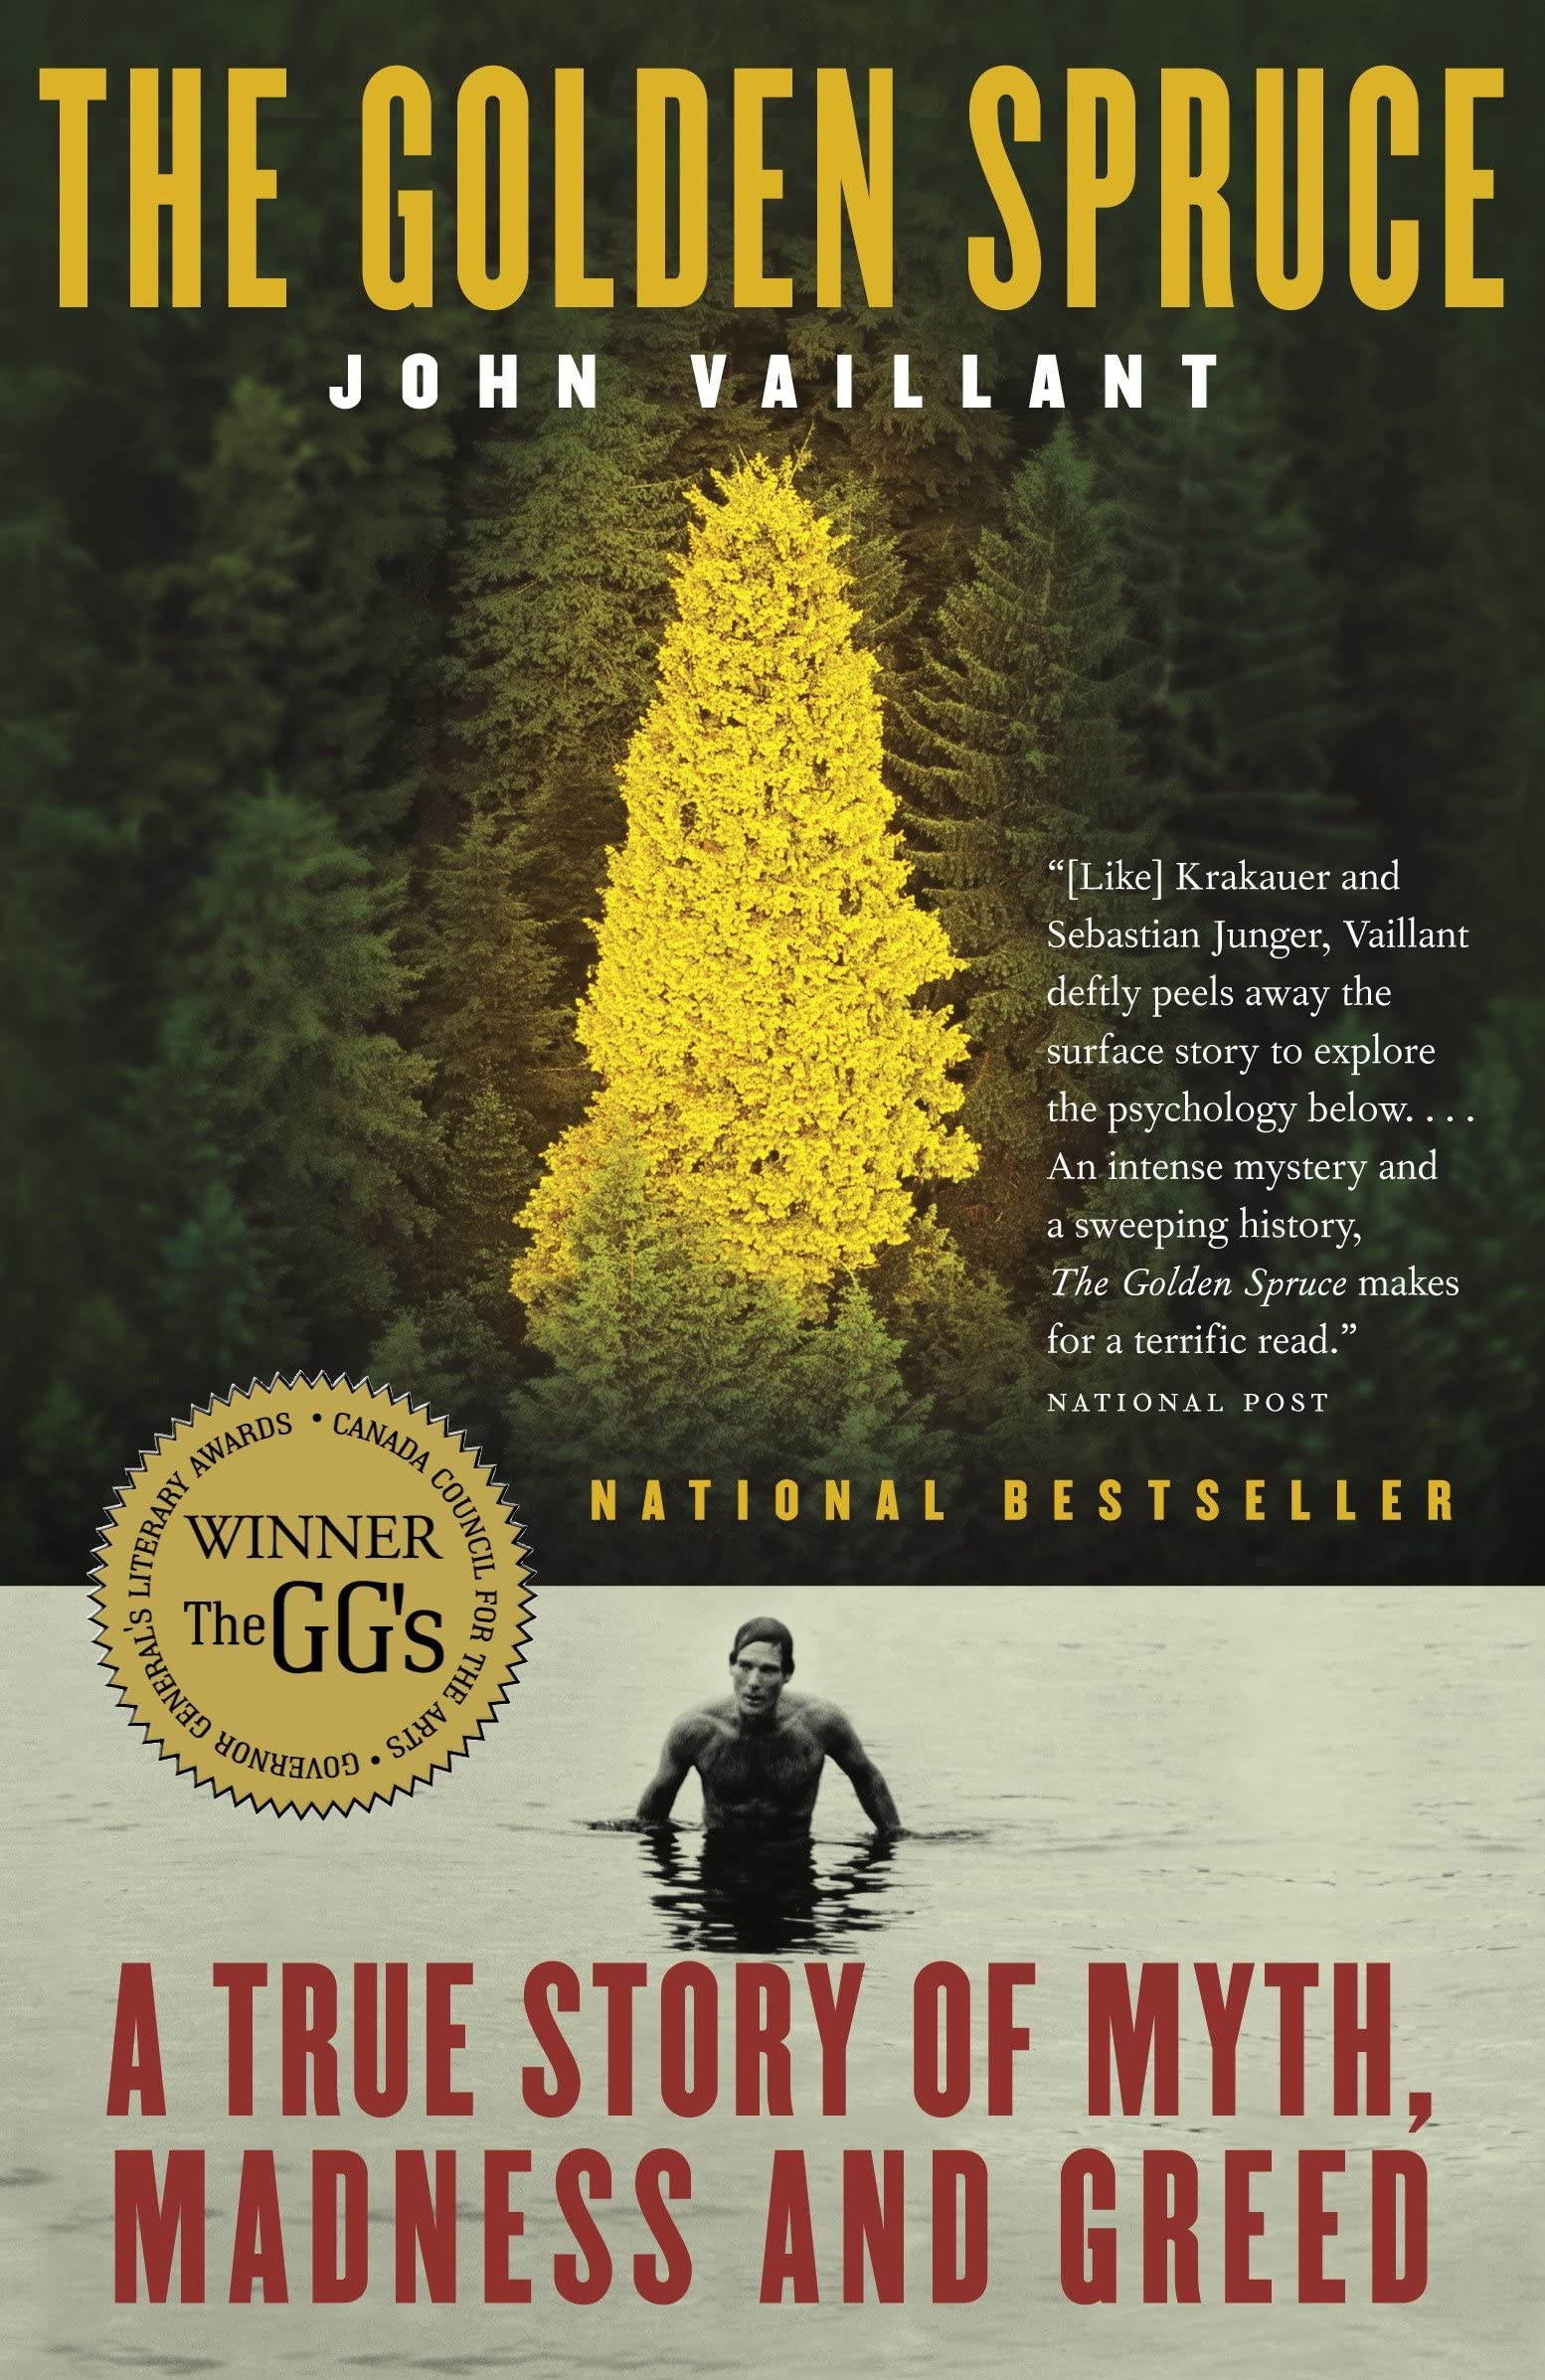 THE GOLDEN SPRUCE
JOHN VAILLANT
“[Like] Krakauer and
Sebastian Junger, Vaillant
deftly peels away the
surface story to explore
the psychology below. . . .
An intense mystery and
a sweeping history,
The Golden Spruce makes
for a terrific read.”
NATIONAL POST
NATIONAL BESTSELLER
GOVERNOR GENERAL'S LITERARY AWARDS • CANADA COUNCIL FOR THE ARTS •
WINNER
The GG's
A TRUE STORY OF MYTH,
MADNESS AND GREED